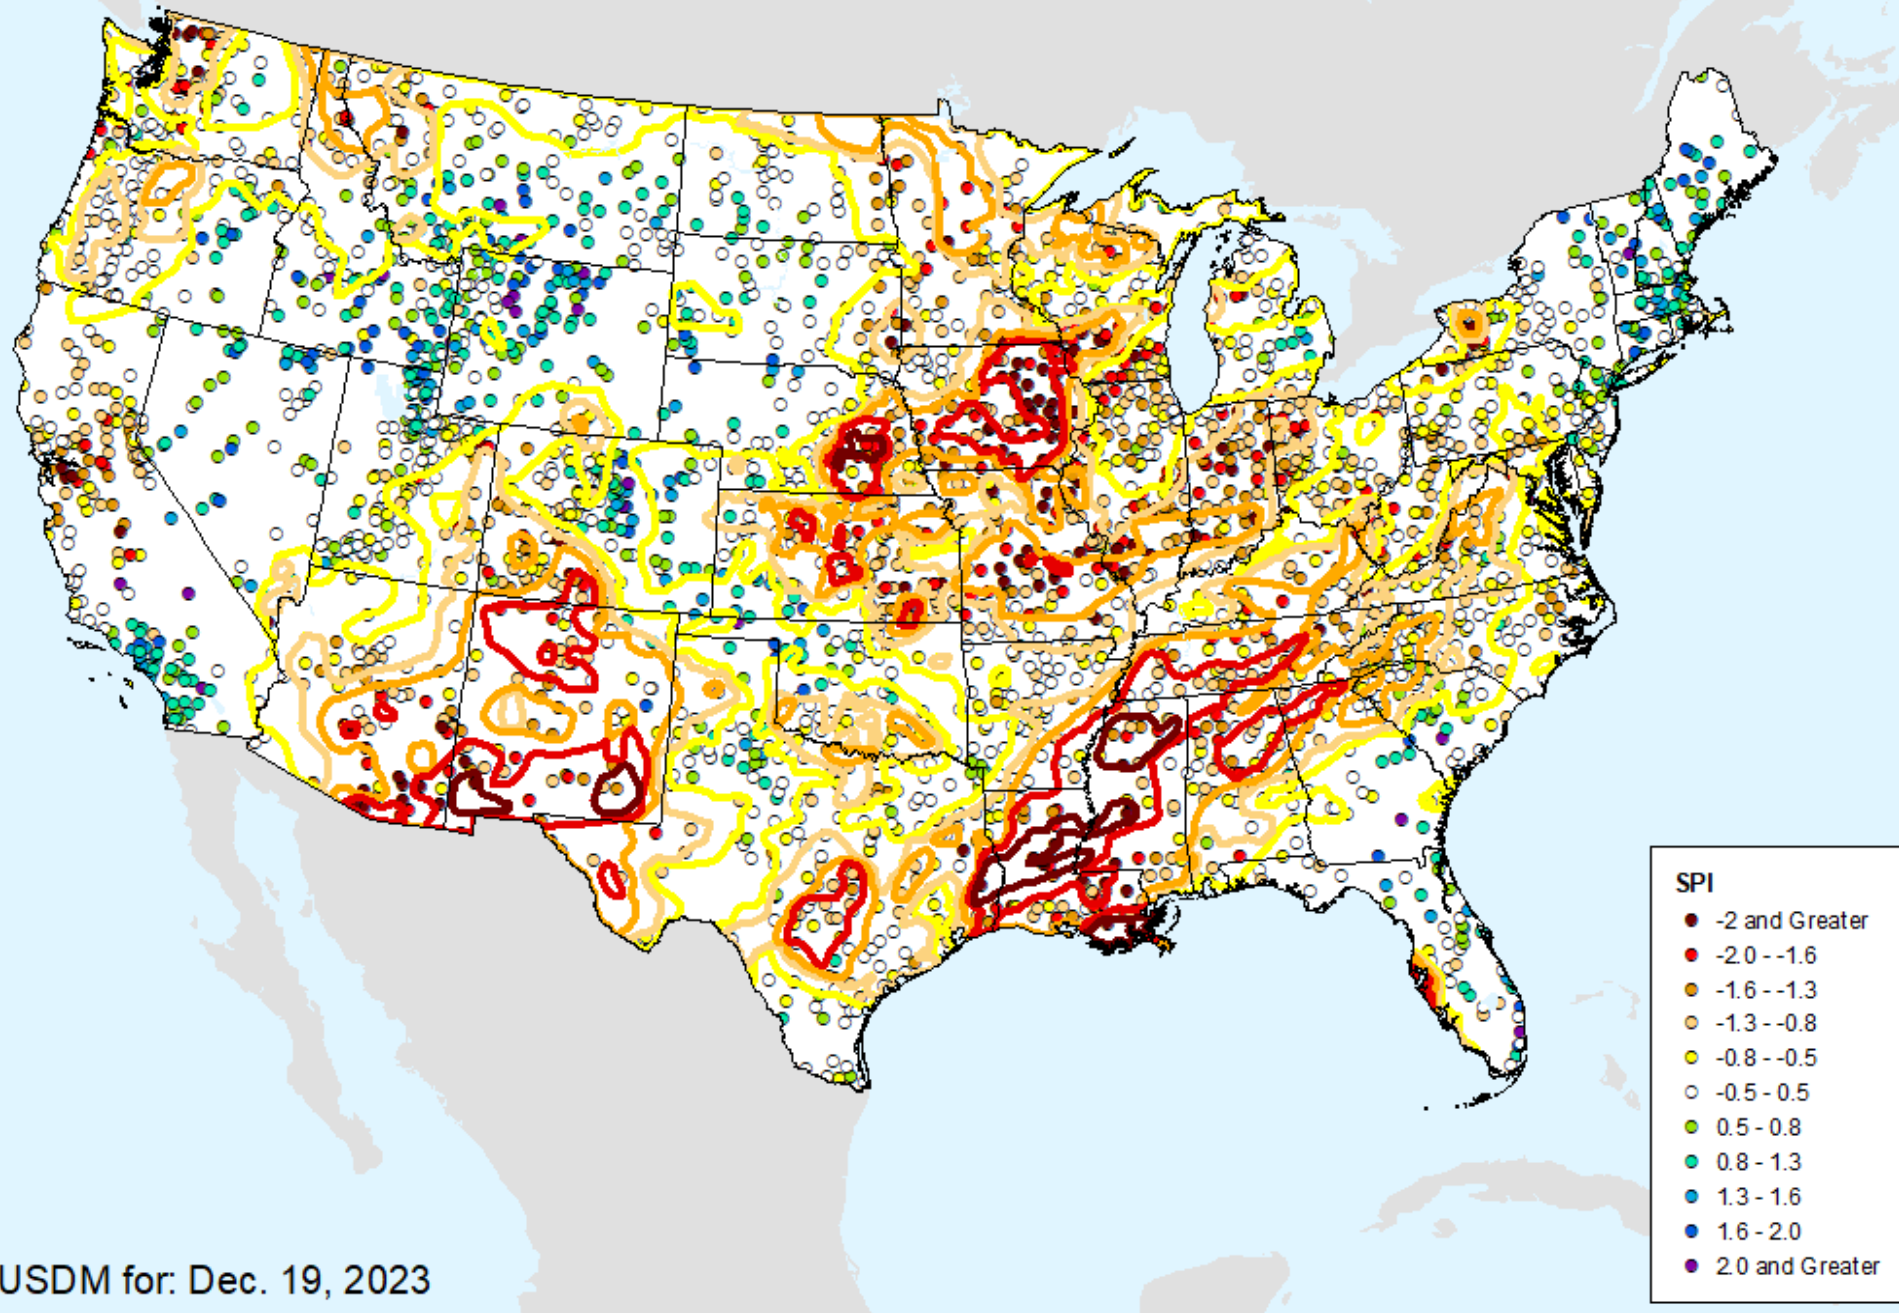 SPI
-2 and Greater
-2.0 - -1.6
-1.6 - -1.3
-1.3 - -0.8
-0.8 - -0.5
-0.5 - 0.5
0.5 - 0.8
0.8 - 1.3
1.3 - 1.6
1.6 - 2.0
2.0 and Greater
USDM for: Dec. 19, 2023